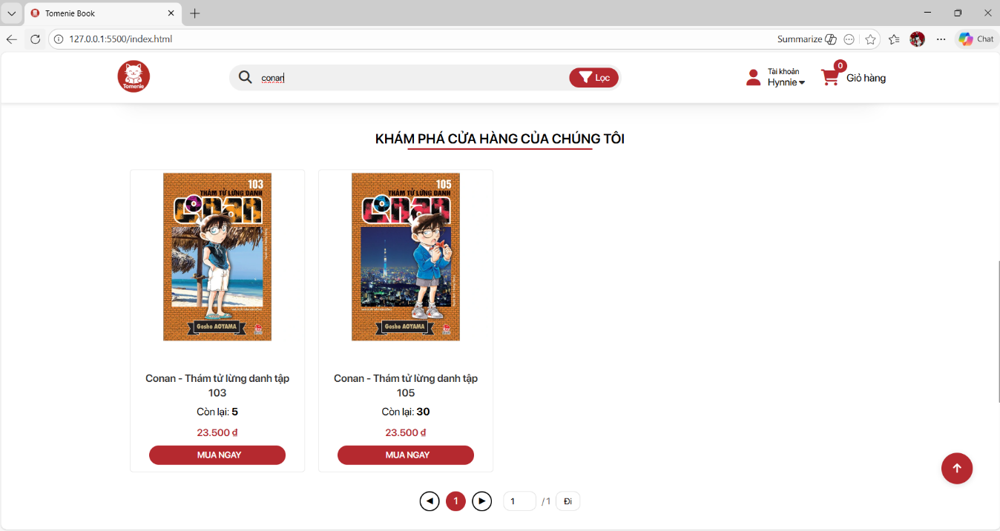 Tomenie Book
127.0.0.1:5500/index.html
Summarize
Chat
Tomenie
conan
Lọc
Tài khoản
Hynnie
0
Giỏ hàng
KHÁM PHÁ CỬA HÀNG CỦA CHÚNG TÔI
103
THÁM TỬ LỪNG DANH
conan
Gosho AOYAMA
105
THÁM TỬ LỪNG DANH
conan
Gosho AOYAMA
Conan - Thám tử lừng danh tập
103
Còn lại: 5
23.500 ₫
MUA NGAY
Conan - Thám tử lừng danh tập
105
Còn lại: 30
23.500 ₫
MUA NGAY
1
1
/ 1
Đi